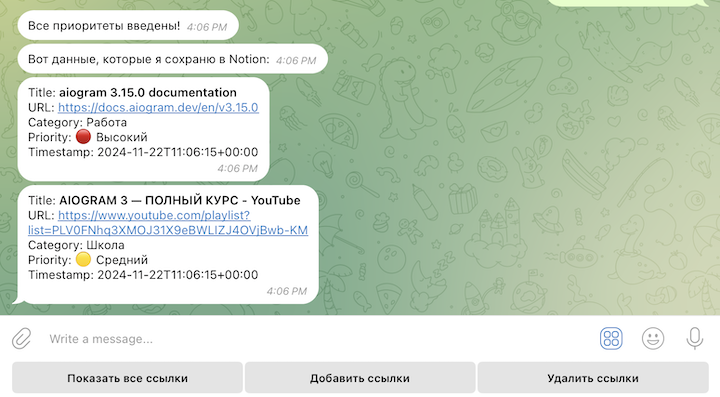 Все приоритеты введены! 4:06 PM
Вот данные, которые я сохраню в Notion: 4:06 PM
Title: aiogram 3.15.0 documentation
URL: https://docs.aiogram.dev/en/v3.15.0
Category: Работа
Priority: 🔴 Высокий
Timestamp: 2024-11-22T11:06:15+00:00
4:06 PM
Title: AIOGRAM 3 — ПОЛНЫЙ КУРС - YouTube
URL: https://www.youtube.com/playlist?
list=PLV0FNhq3XMOJ31X9eBWLIZJ4OVjBwb-KM
Category: Школа
Priority: 🟡 Средний
Timestamp: 2024-11-22T11:06:15+00:00
4:06 PM
Write a message...
Показать все ссылки
Добавить ссылки
Удалить ссылки